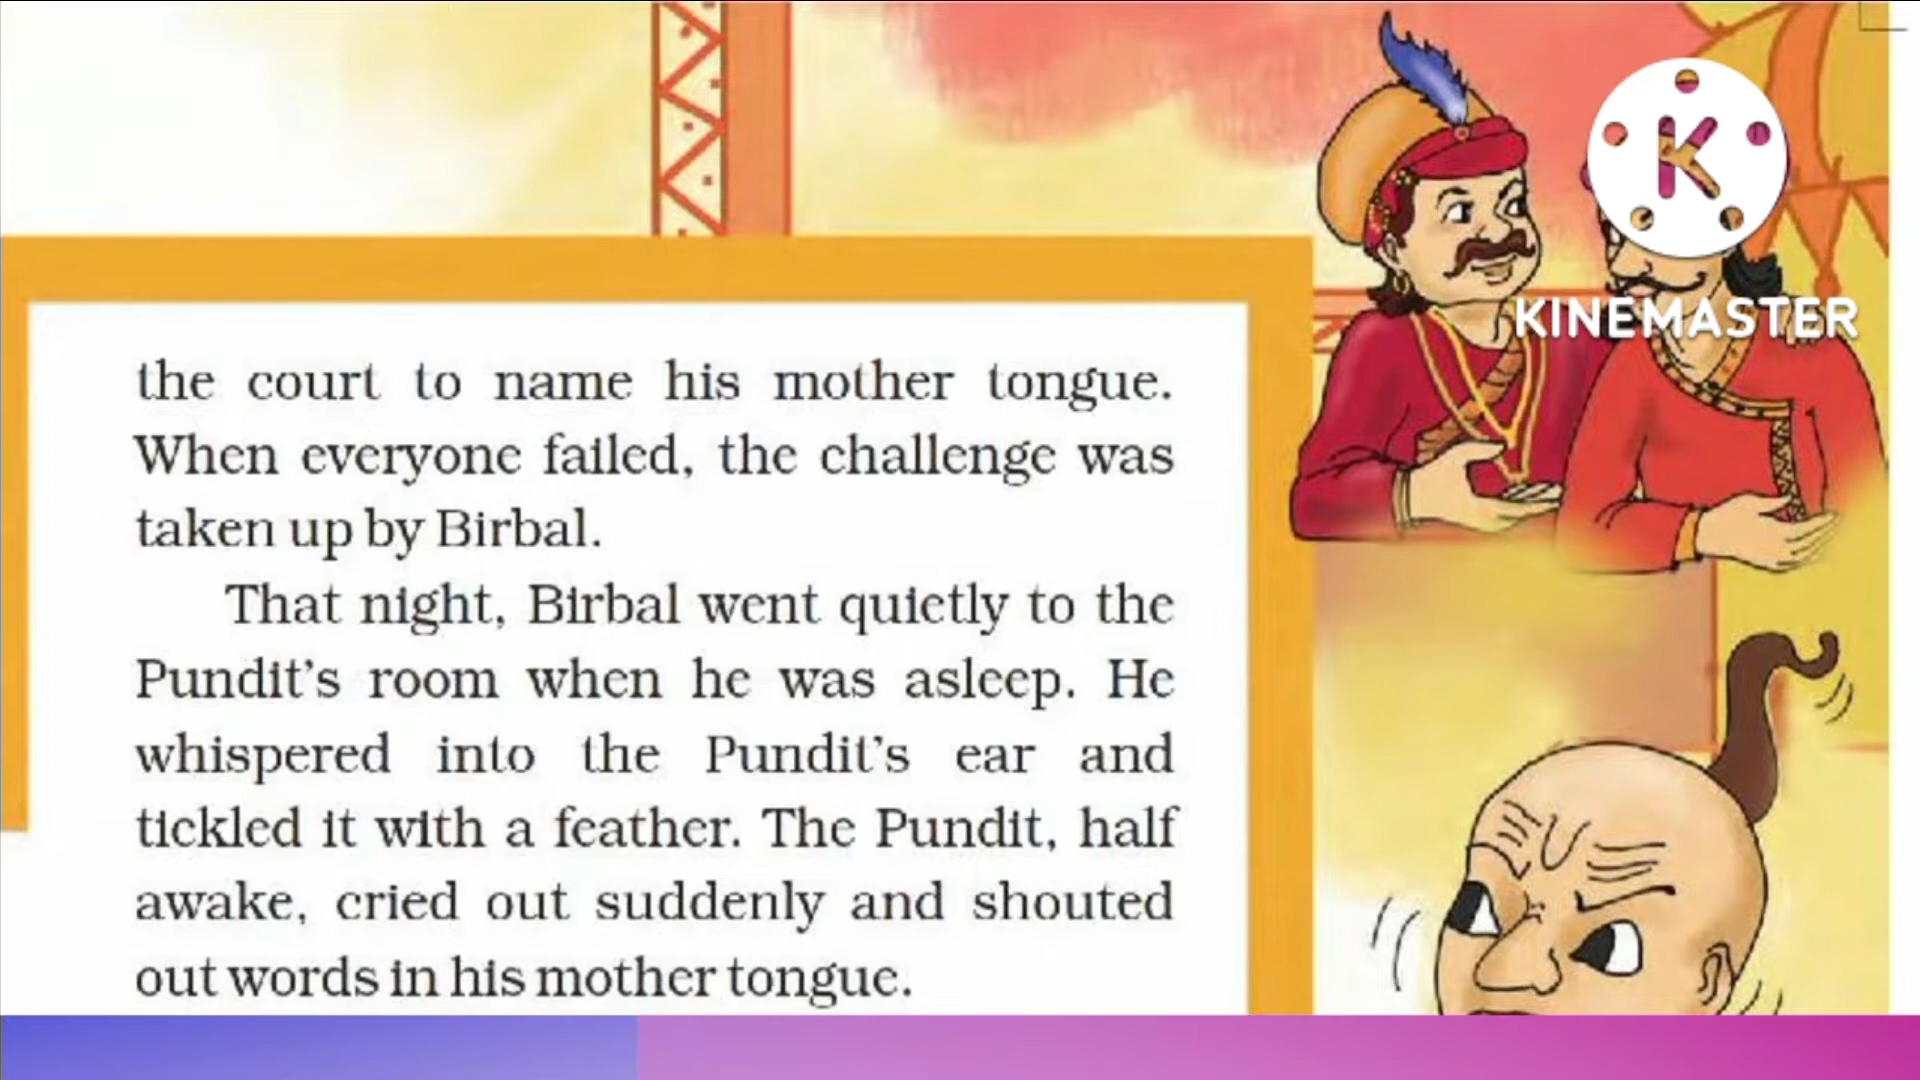 the court to name his mother tongue.
When everyone failed, the challenge was
taken up by Birbal.
That night, Birbal went quietly to the
Pundit's room when he was asleep. He
whispered into the Pundit's ear and
tickled it with a feather. The Pundit, half
awake, cried out suddenly and shouted
out words in his mother tongue.
K
KINEMASTER